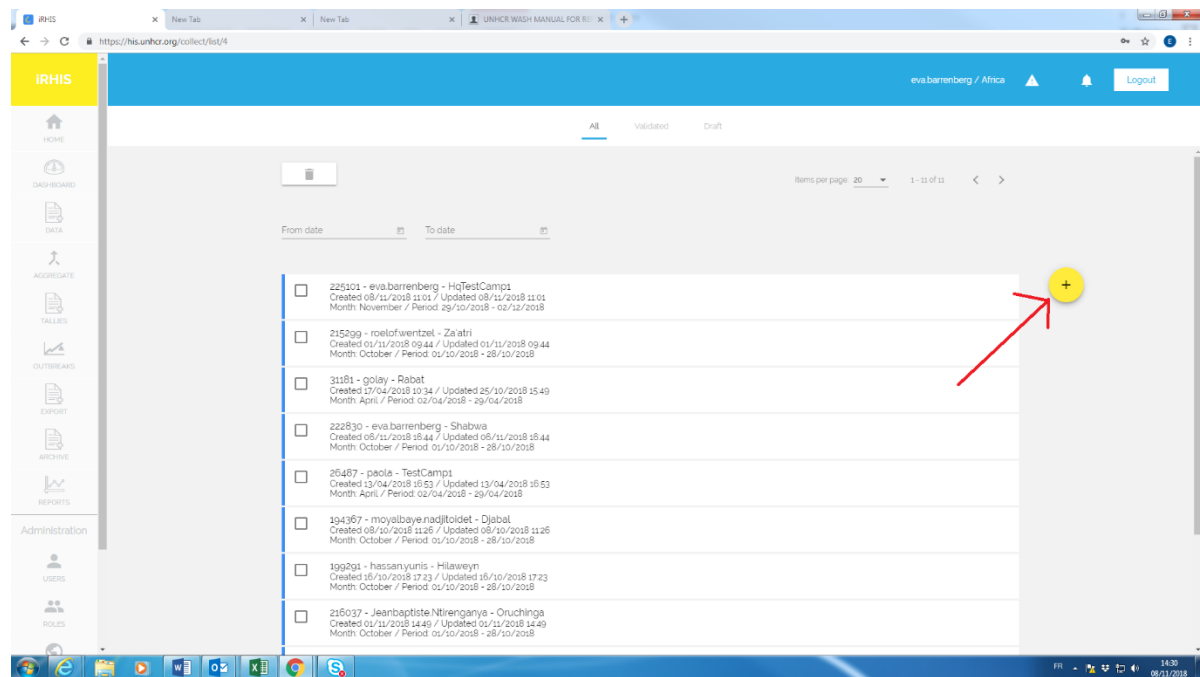 iRHIS
New Tab
New Tab
UNHCR WASH MANUAL FOR REF
https://his.unhcr.org/collect/list/4
E
iRHIS
eva.barrenberg / Africa
Logout
HOME
All
Validated
Draft
DASHBOARD
Items per page: 20
1 - 11 of 11
DATA
From date
To date
AGGREGATE
225101 - eva.barrenberg - HqTestCamp1
Created 08/11/2018 11:01 / Updated 08/11/2018 11:01
Month: November / Period: 29/10/2018 - 02/12/2018
TALLIES
215299 - roelof.wentzel - Za'atri
Created 01/11/2018 09:44 / Updated 01/11/2018 09:44
Month: October / Period: 01/10/2018 - 28/10/2018
OUTBREAKS
31181 - golay - Rabat
Created 17/04/2018 10:34 / Updated 25/10/2018 15:49
Month: April / Period: 02/04/2018 - 29/04/2018
EXPORT
222830 - eva.barrenberg - Shabwa
Created 06/11/2018 16:44 / Updated 06/11/2018 16:44
Month: October / Period: 01/10/2018 - 28/10/2018
ARCHIVE
26487 - paola - TestCamp1
Created 13/04/2018 16:53 / Updated 13/04/2018 16:53
Month: April / Period: 02/04/2018 - 29/04/2018
REPORTS
194367 - moyalbaye.nadjitoidet - Djabal
Created 08/10/2018 11:26 / Updated 08/10/2018 11:26
Month: October / Period: 01/10/2018 - 28/10/2018
Administration
199291 - hassan.yunis - Hilaweyn
Created 16/10/2018 17:23 / Updated 16/10/2018 17:23
Month: October / Period: 01/10/2018 - 28/10/2018
USERS
216037 - Jeanbaptiste.Ntirenganya - Oruchinga
Created 01/11/2018 14:49 / Updated 01/11/2018 14:49
Month: October / Period: 01/10/2018 - 28/10/2018
ROLES
FR
14:30
08/11/2018